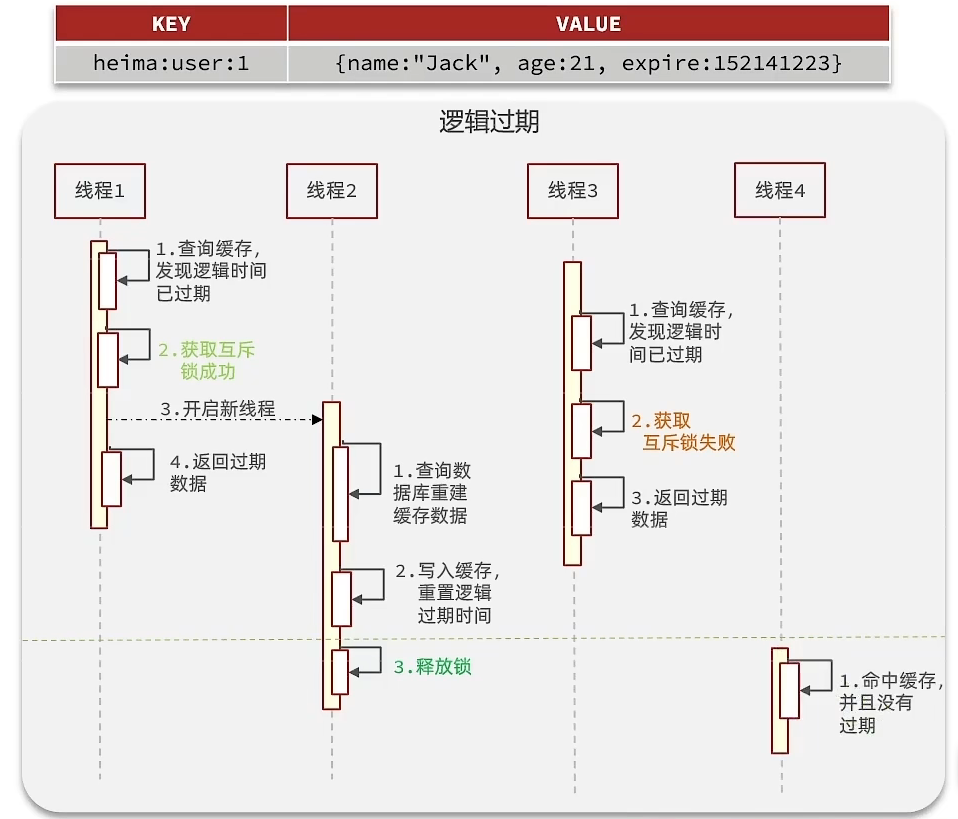 KEY VALUE
heima:user:1 {name:"Jack", age:21, expire:152141223}
逻辑过期
线程1
线程2
线程3
线程4
1.查询缓存,
发现逻辑时间
已过期
2.获取互斥
锁成功
3.开启新线程
4.返回过期
数据
1.查询数
据库重建
缓存数据
2.写入缓存,
重置逻辑
过期时间
3.释放锁
1.查询缓存,
发现逻辑时
间已过期
2.获取
互斥锁失败
3.返回过期
数据
1.命中缓存,
并且没有
过期